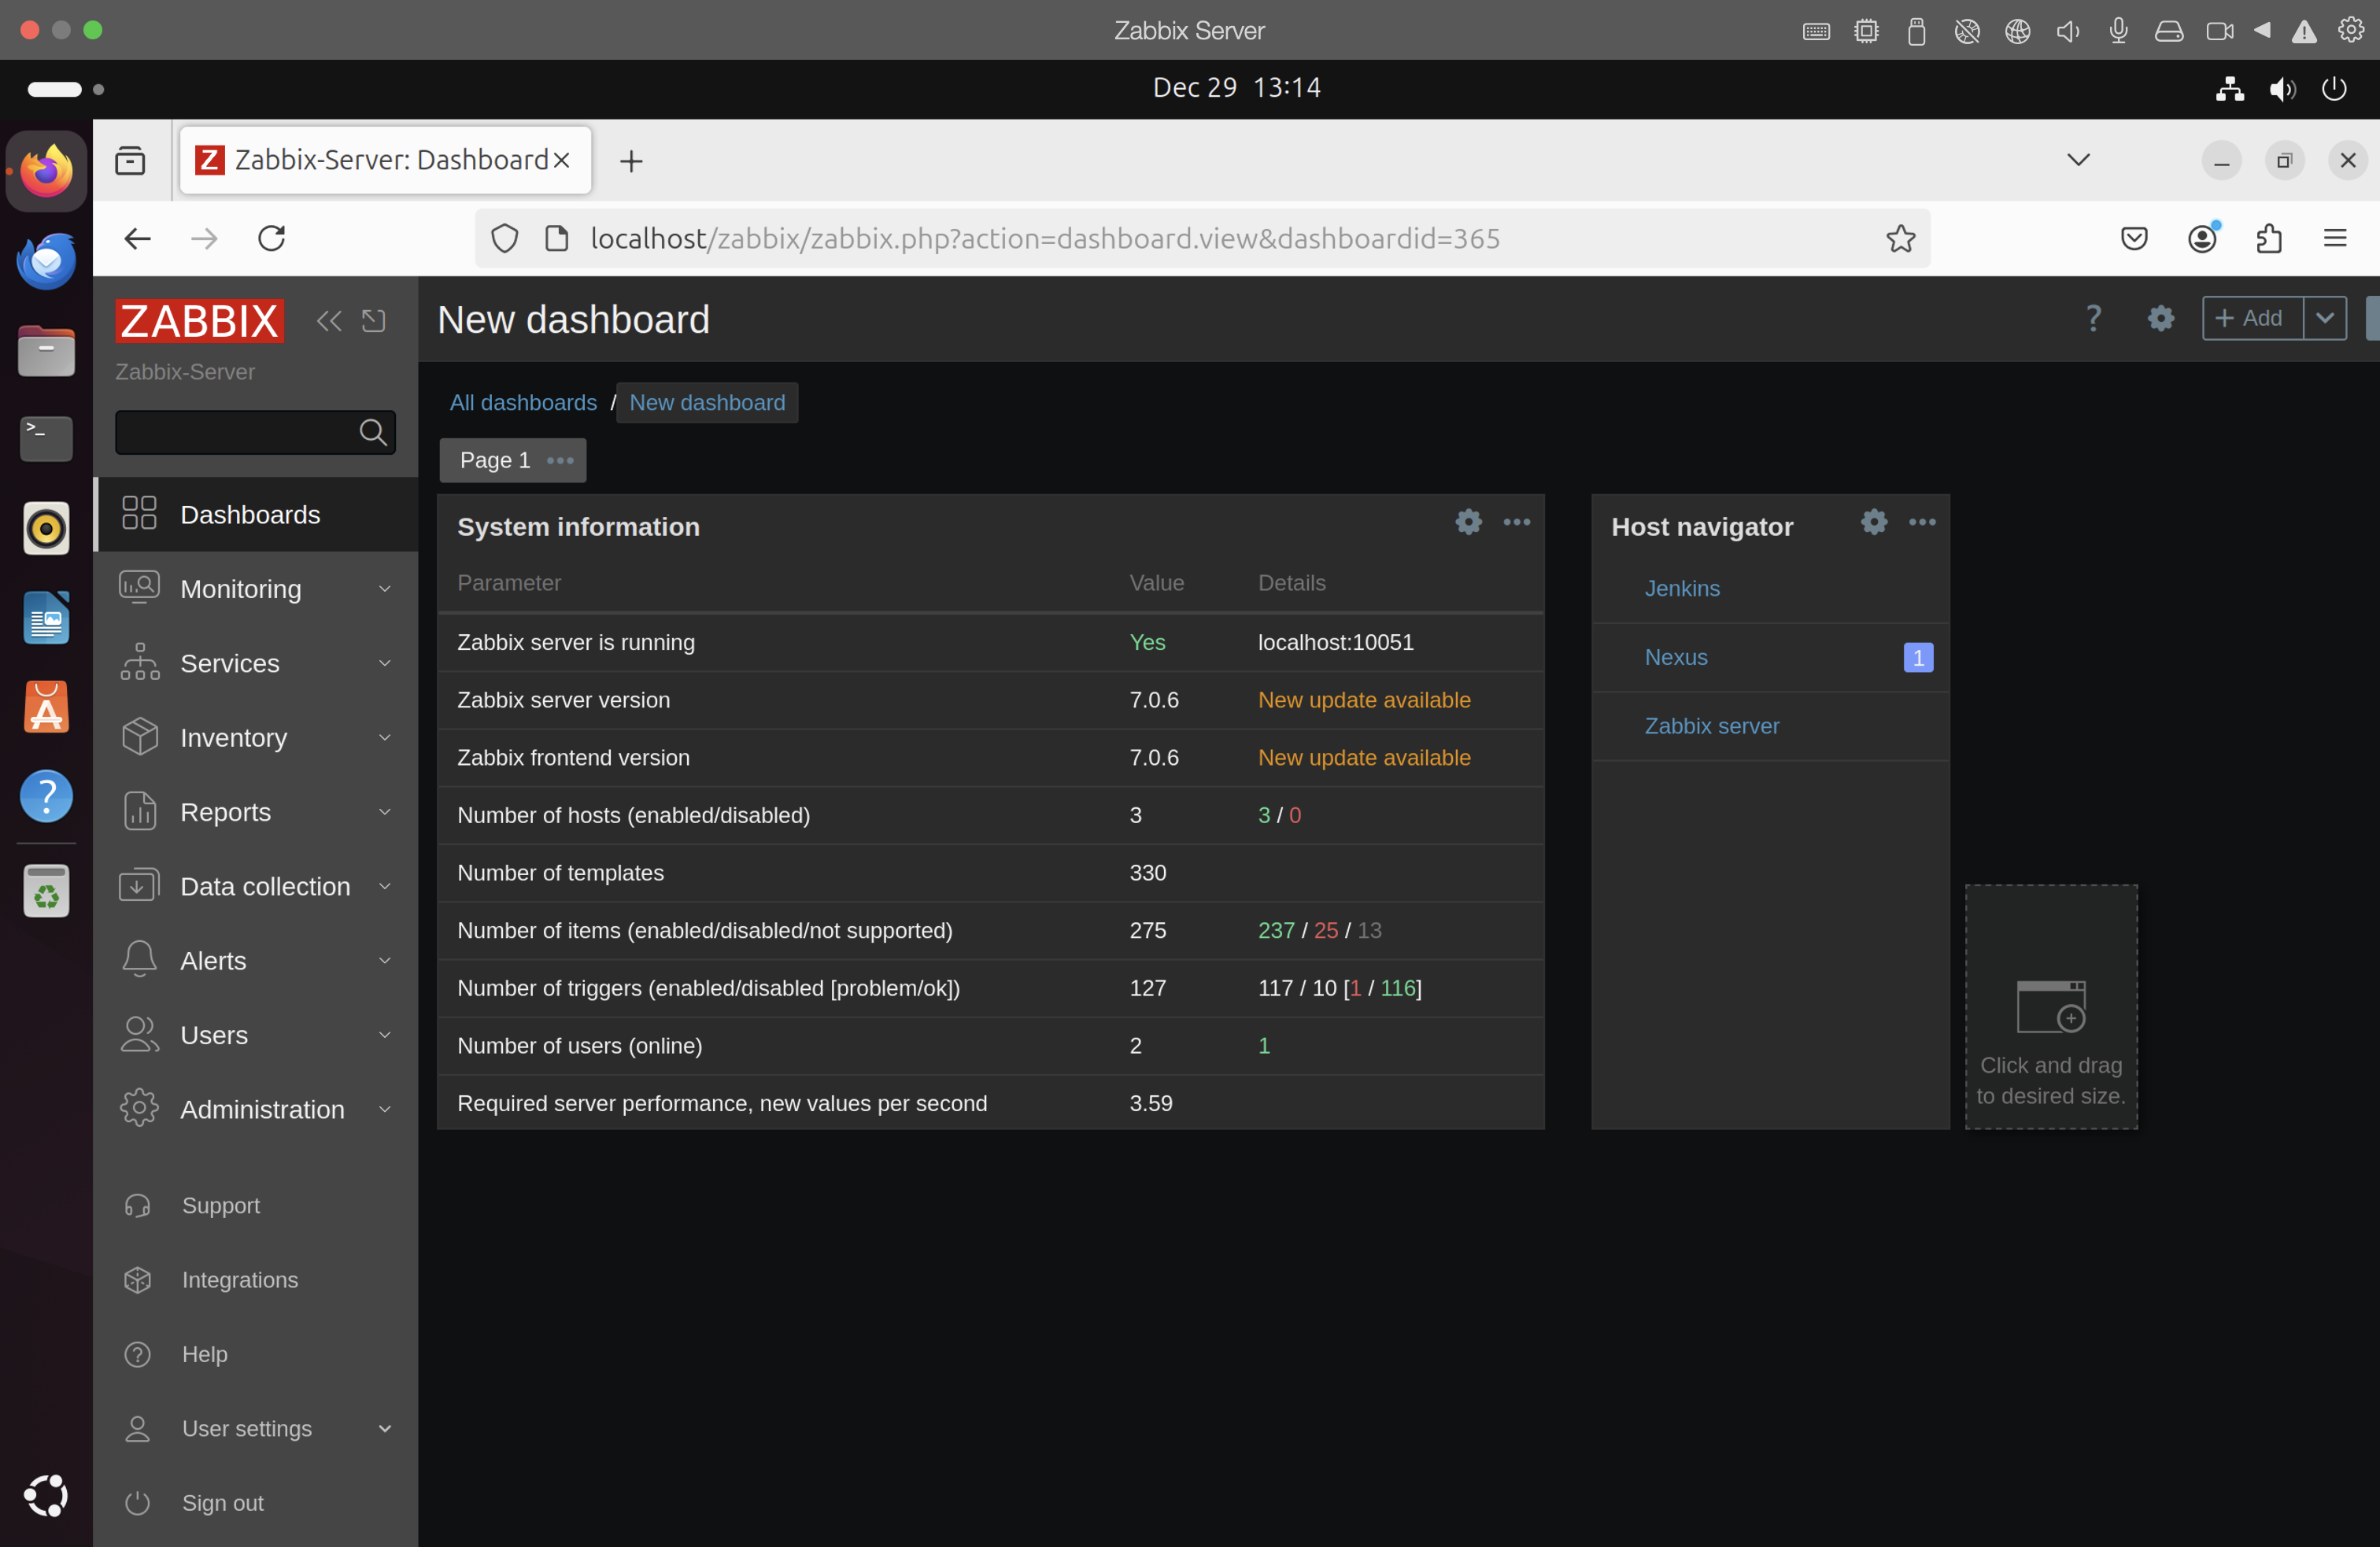 Zabbix Server
Dec 29 13:14
Z Zabbix-Server: Dashboard
localhost/zabbix/zabbix.php?action=dashboard.view&dashboardid=365
ZABBIX
Zabbix-Server
Dashboards
Monitoring
Services
Inventory
Reports
Data collection
Alerts
Users
Administration
Support
Integrations
Help
User settings
Sign out
New dashboard
? + Add
All dashboards / New dashboard
Page 1
System information
Parameter Value Details
Zabbix server is running Yes localhost:10051
Zabbix server version 7.0.6 New update available
Zabbix frontend version 7.0.6 New update available
Number of hosts (enabled/disabled) 3 3 / 0
Number of templates 330
Number of items (enabled/disabled/not supported) 275 237 / 25 / 13
Number of triggers (enabled/disabled [problem/ok]) 127 117 / 10 [1 / 116]
Number of users (online) 2 1
Required server performance, new values per second 3.59
Host navigator
Jenkins
Nexus 1
Zabbix server
Click and drag
to desired size.